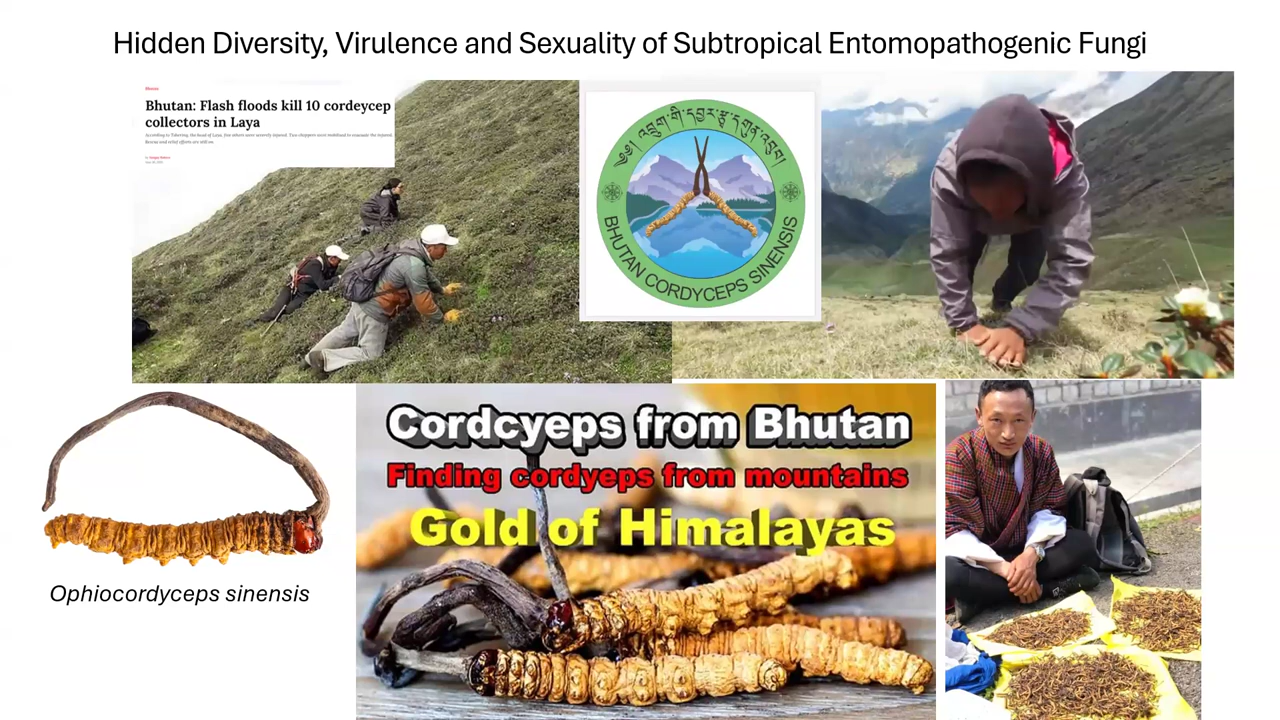 Hidden Diversity, Virulence and Sexuality of Subtropical Entomopathogenic Fungi
Bhutan
Bhutan: Flash floods kill 10 cordeycep
collectors in Laya
BHUTAN CORDYCEPS SINENSIS
Ophiocordyceps sinensis
Cordcyeps from Bhutan
Finding cordyeps from mountains
Gold of Himalayas